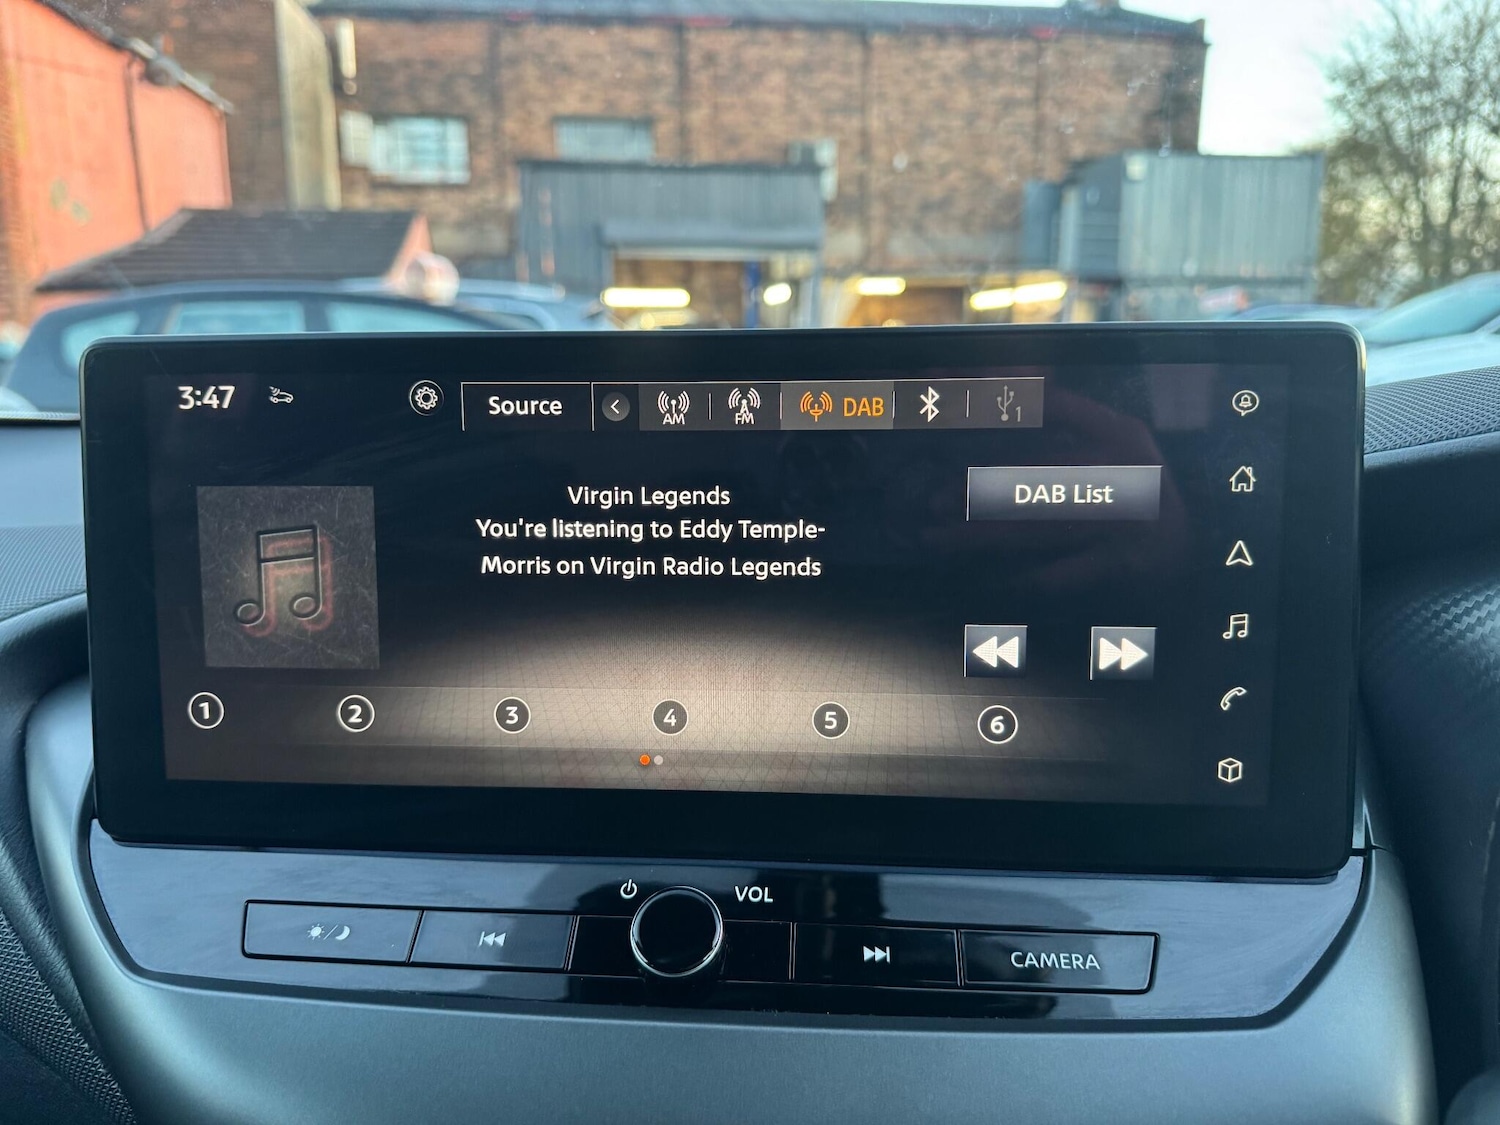 3:47
Source
AM
FM
DAB
1
Virgin Legends
DAB List
You're listening to Eddy Temple-
Morris on Virgin Radio Legends
1 2 3 4 5 6
VOL
CAMERA